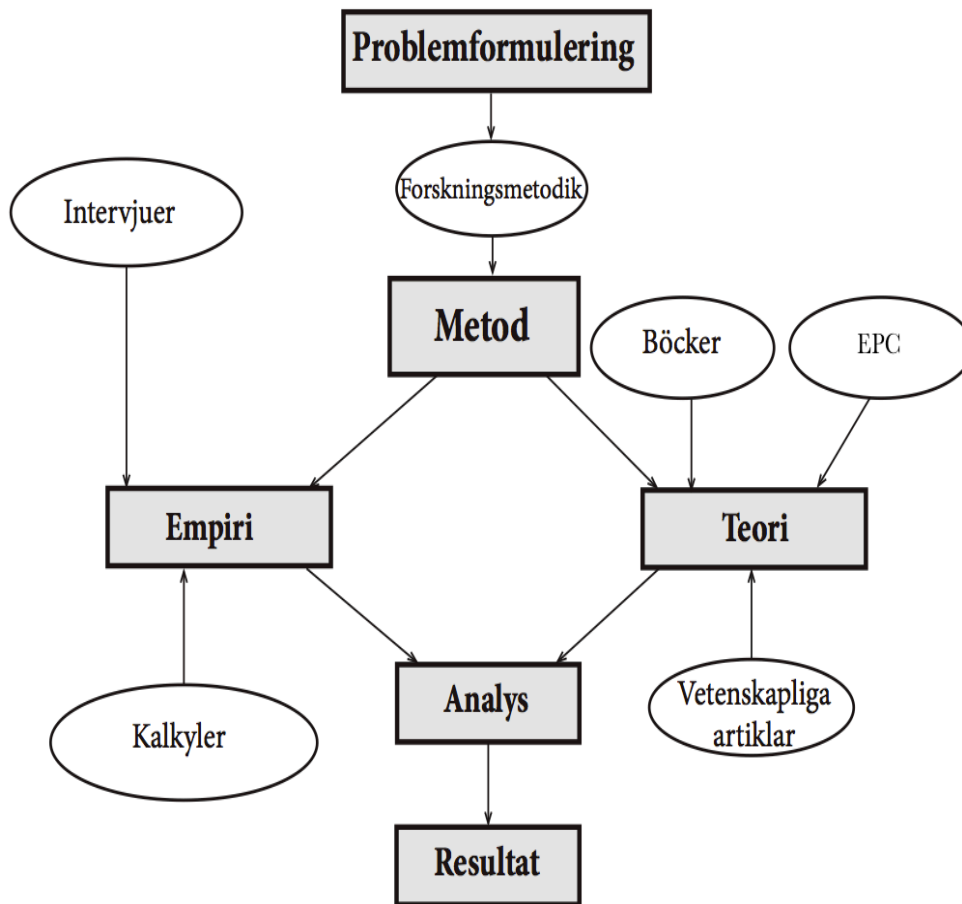 Problemformulering
Forskningsmetodik
Intervjuer
Metod
Böcker
EPC
Empiri
Teori
Analys
Kalkyler
Vetenskapliga
artiklar
Resultat